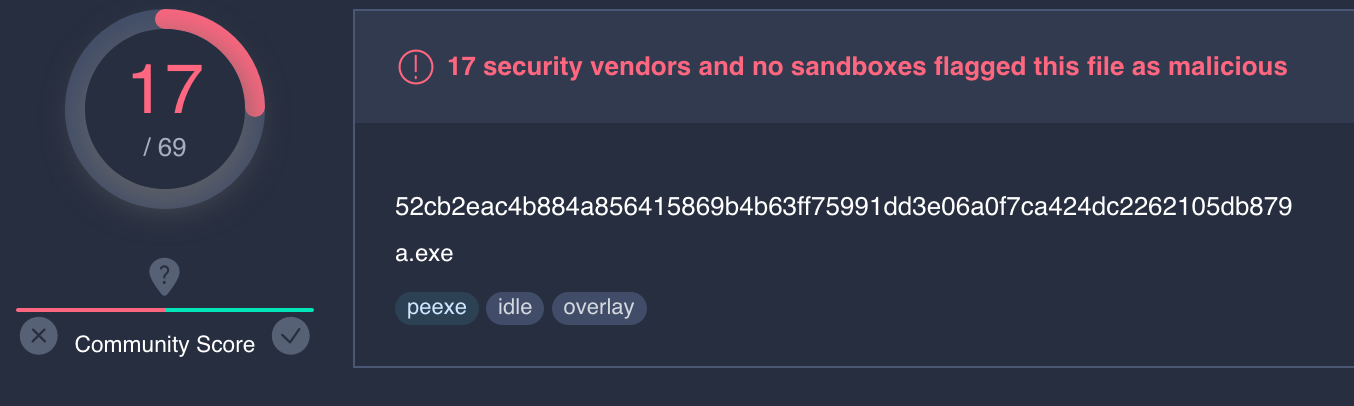 17
/ 69
?
Community Score
17 security vendors and no sandboxes flagged this file as malicious
52cb2eac4b884a856415869b4b63ff75991dd3e06a0f7ca424dc2262105db879
a.exe
peexe idle overlay